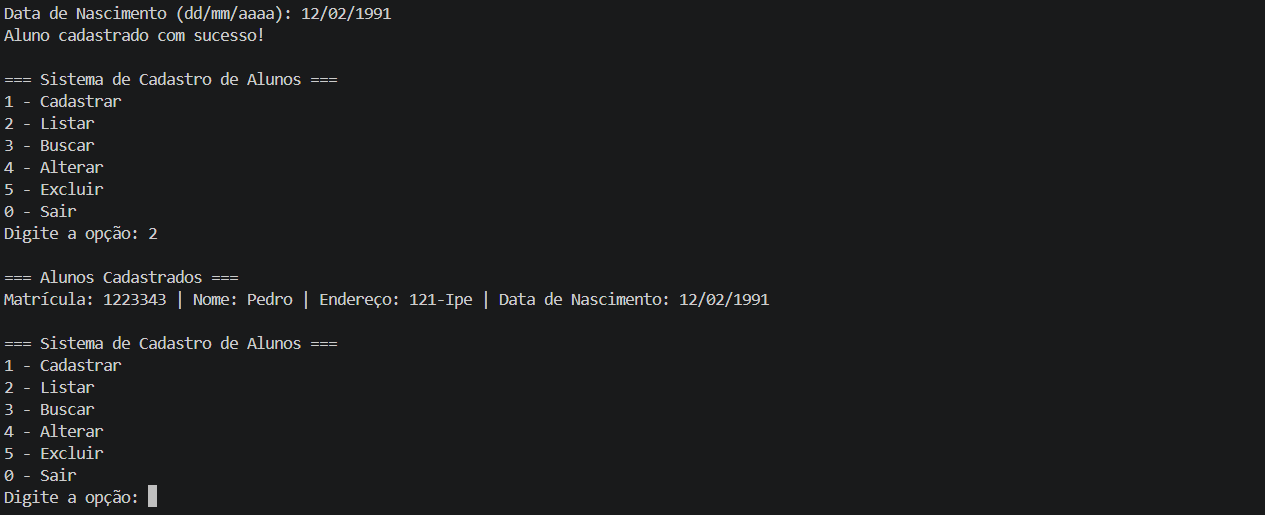 Data de Nascimento (dd/mm/aaaa): 12/02/1991
Aluno cadastrado com sucesso!
=== Sistema de Cadastro de Alunos ===
1 - Cadastrar
2 - Listar
3 - Buscar
4 - Alterar
5 - Excluir
0 - Sair
Digite a opção: 2
=== Alunos Cadastrados ===
Matrícula: 1223343 | Nome: Pedro | Endereço: 121-Ipe | Data de Nascimento: 12/02/1991
=== Sistema de Cadastro de Alunos ===
1 - Cadastrar
2 - Listar
3 - Buscar
4 - Alterar
5 - Excluir
0 - Sair
Digite a opção: